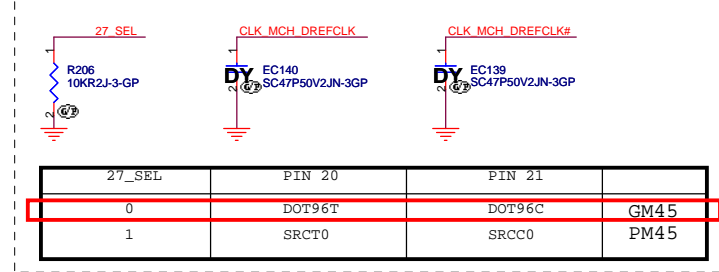 27_SEL CLK_MCH_DREFCLK CLK_MCH_DREFCLK#
1 1 1
R206 DY EC140 DY EC139
10KR2J-3-GP SC47P50V2JN-3GP SC47P50V2JN-3GP
2 G/P 2 G/P 2 G/P
27_SEL PIN 20 PIN 21
0 DOT96T DOT96C GM45
1 SRCT0 SRCC0 PM45